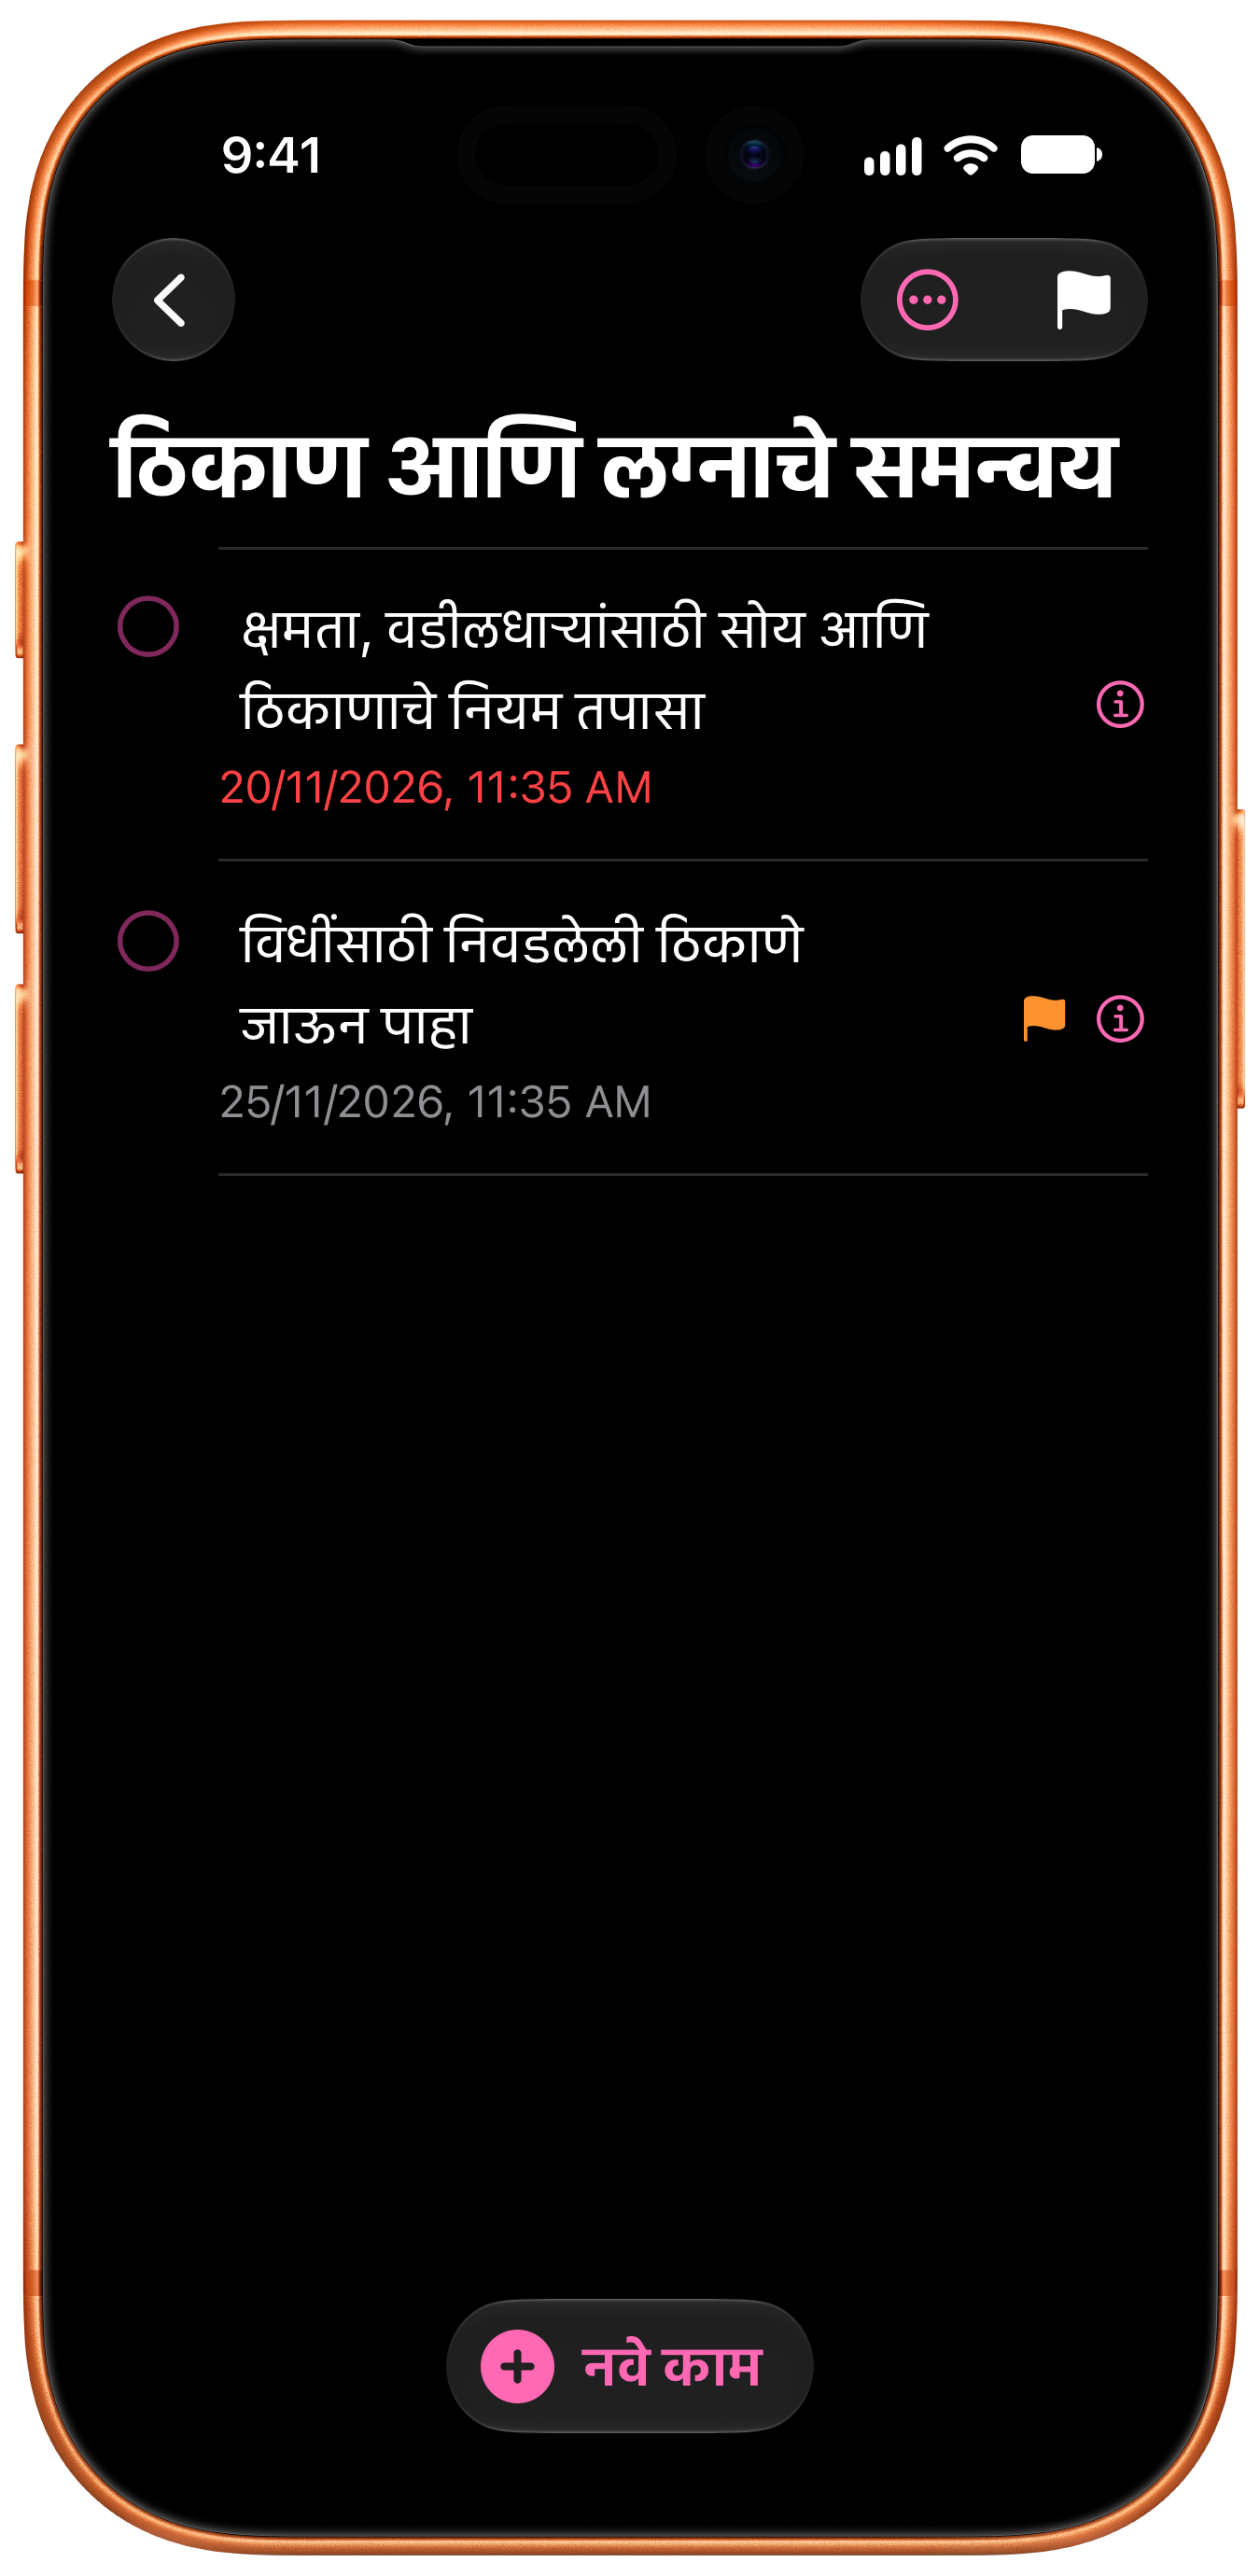 9:41
ठिकाण आणि लग्नाचे समन्वय
क्षमता, वडीलधाऱ्यांसाठी सोय आणि
ठिकाणाचे नियम तपासा
20/11/2026, 11:35 AM
विधींसाठी निवडलेली ठिकाणे
जाऊन पाहा
25/11/2026, 11:35 AM
नवे काम